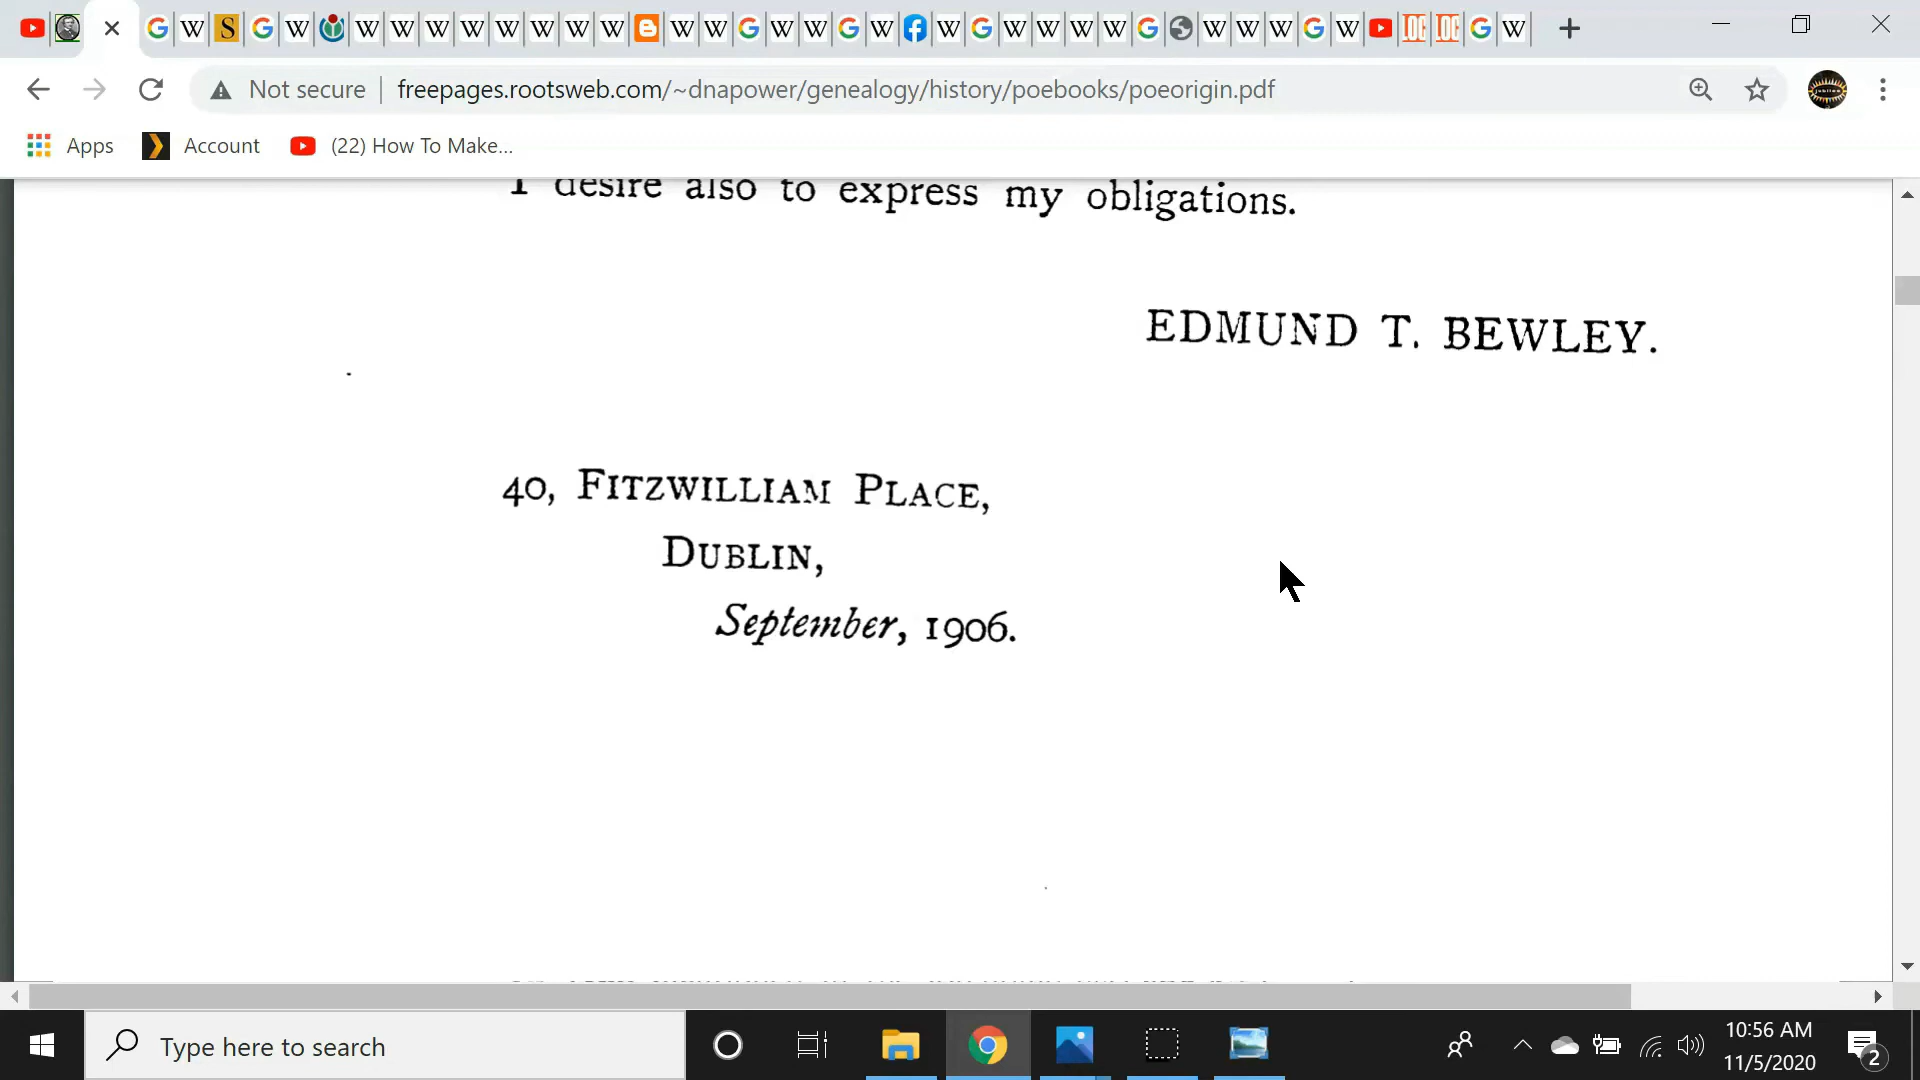 Not secure
freepages.rootsweb.com/~dnapower/genealogy/history/poebooks/poeorigin.pdf
Apps
Account
(22) How To Make...
I desire also to express my obligations.
EDMUND T. BEWLEY.
40, FITZWILLIAM PLACE,
DUBLIN,
September, 1906.
Type here to search
10:56 AM
11/5/2020
2